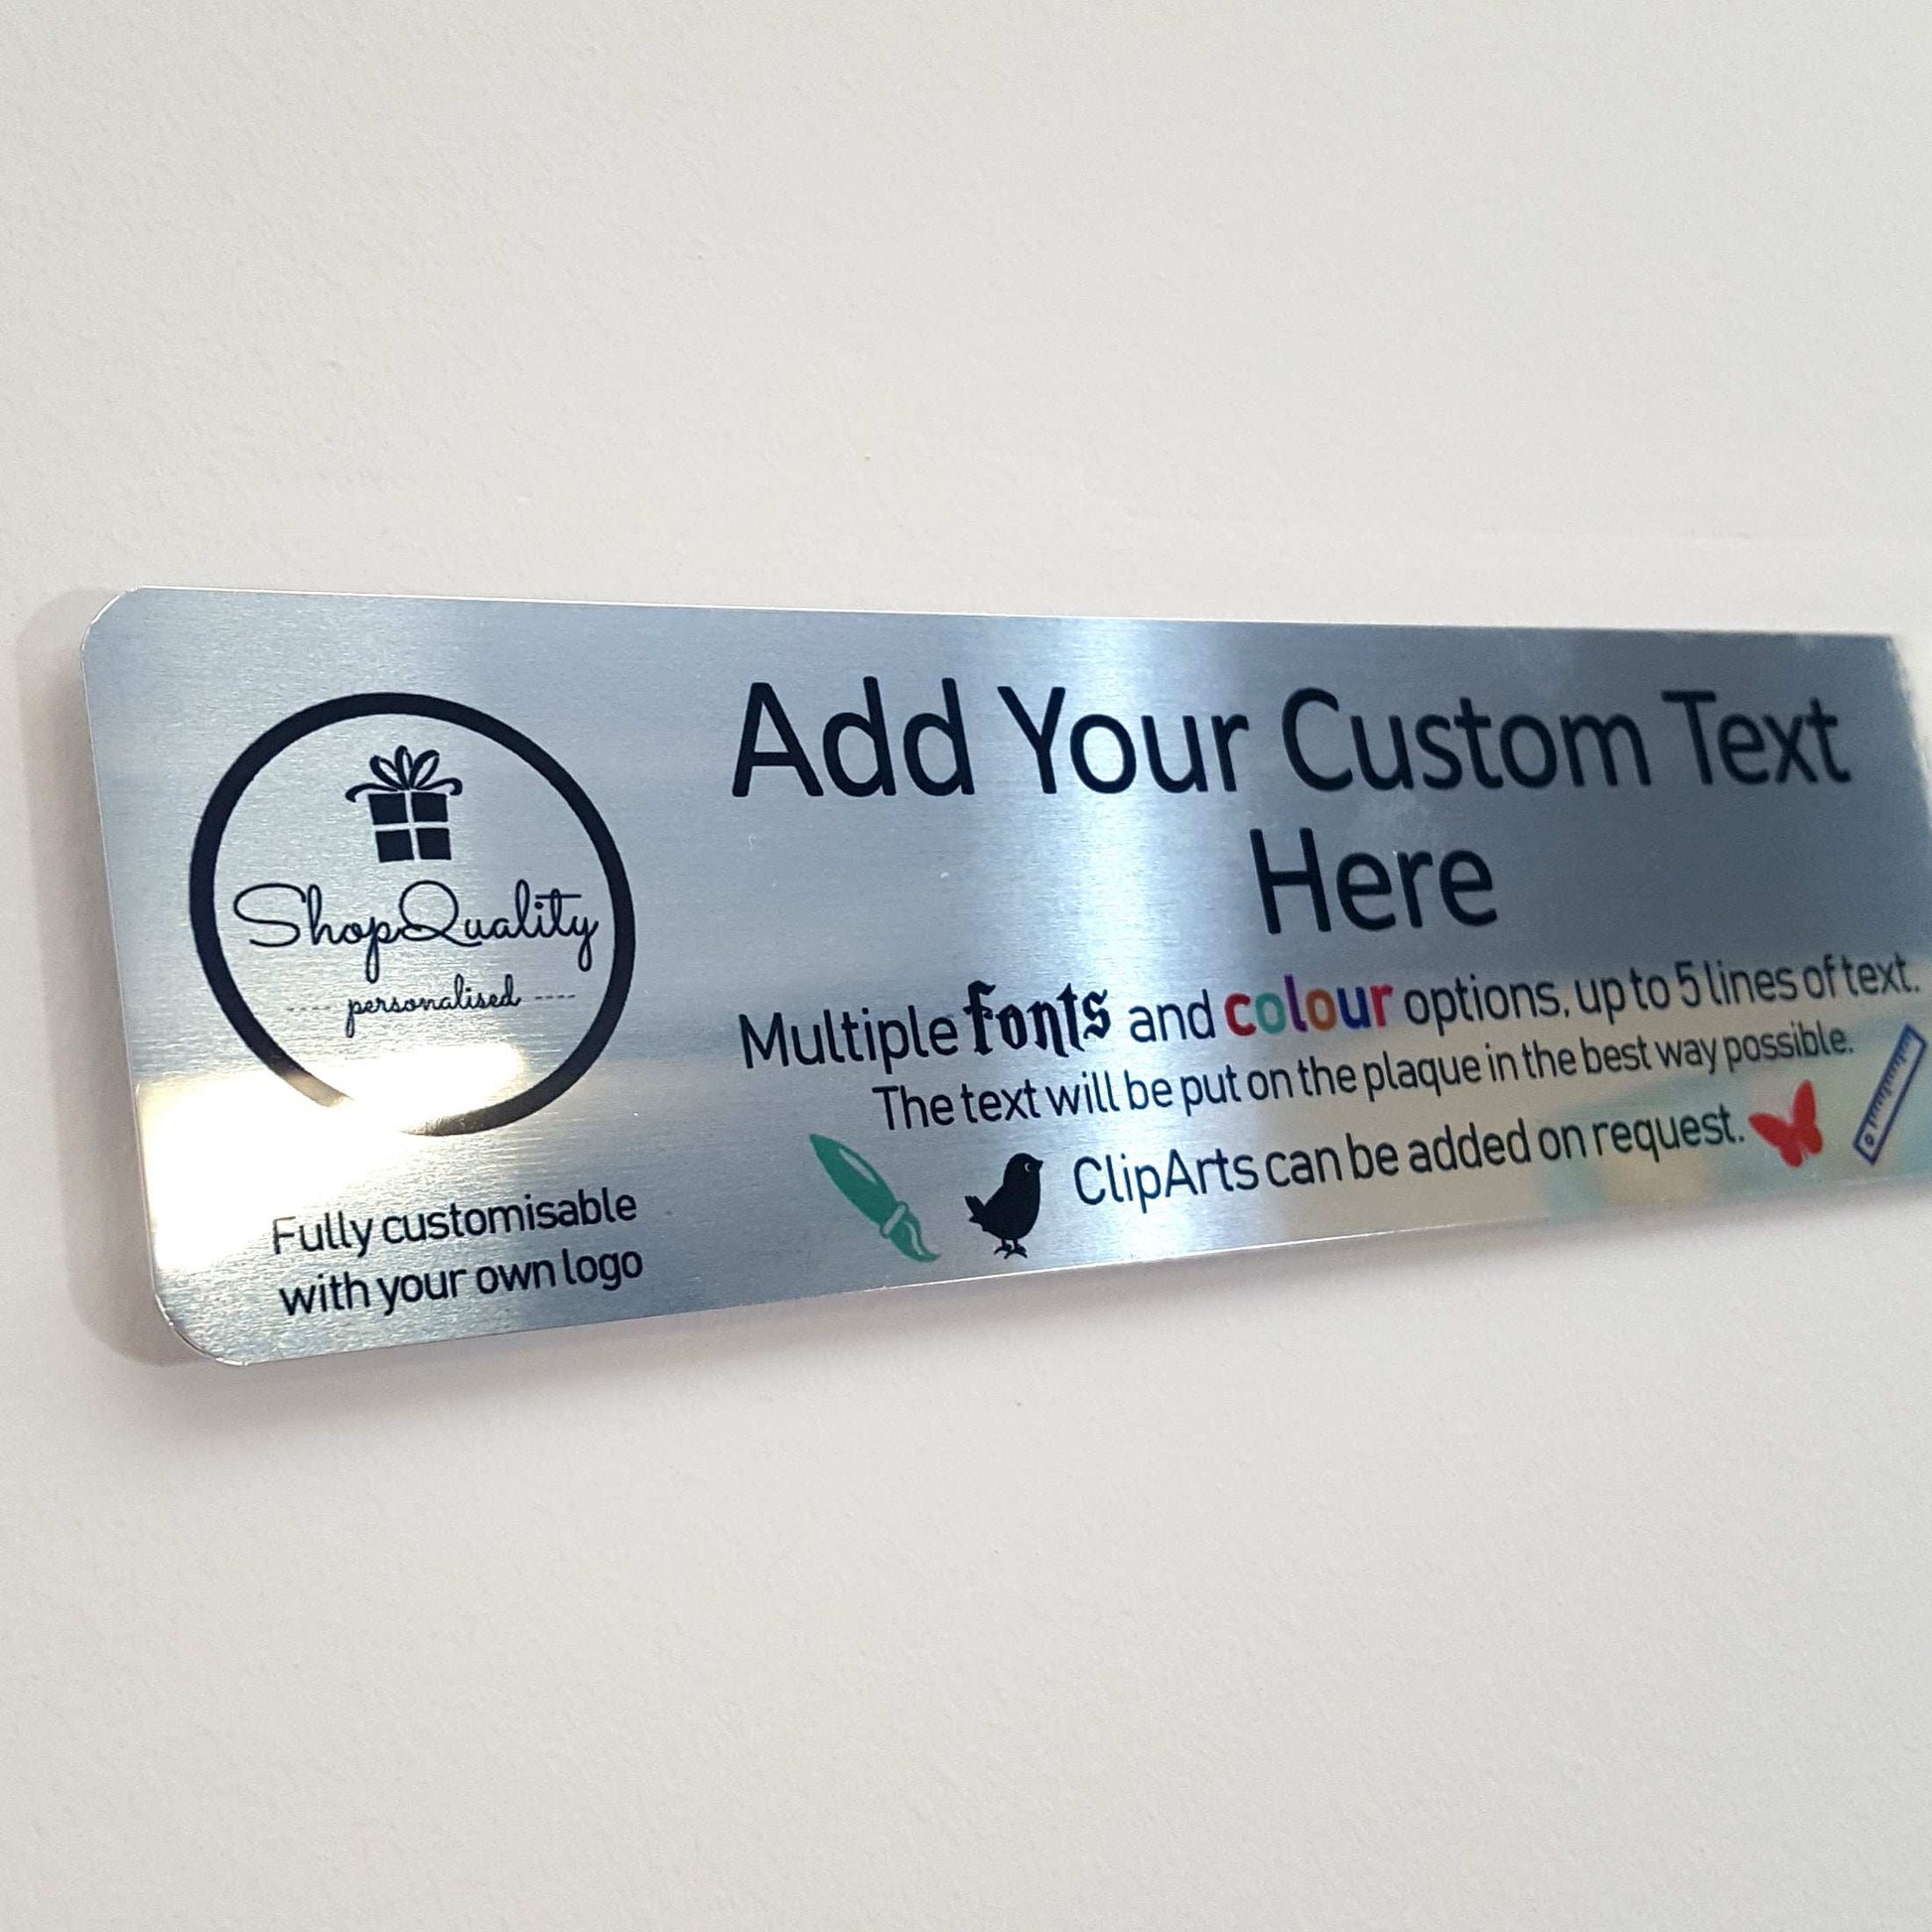 ShopQuality
personalised
Fully customisable
with your own logo
Add Your Custom Text
Here
Multiple fonts and colour options, up to 5 lines of text.
The text will be put on the plaque in the best way possible.
ClipArts can be added on request.